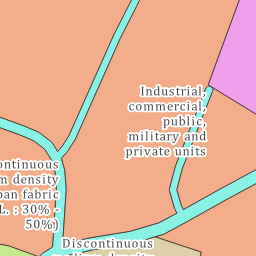 Industrial,
commercial,
public,
military and
private units
ontinuous
m density
ban fabric
L. : 30% -
50%)
Discontinuous